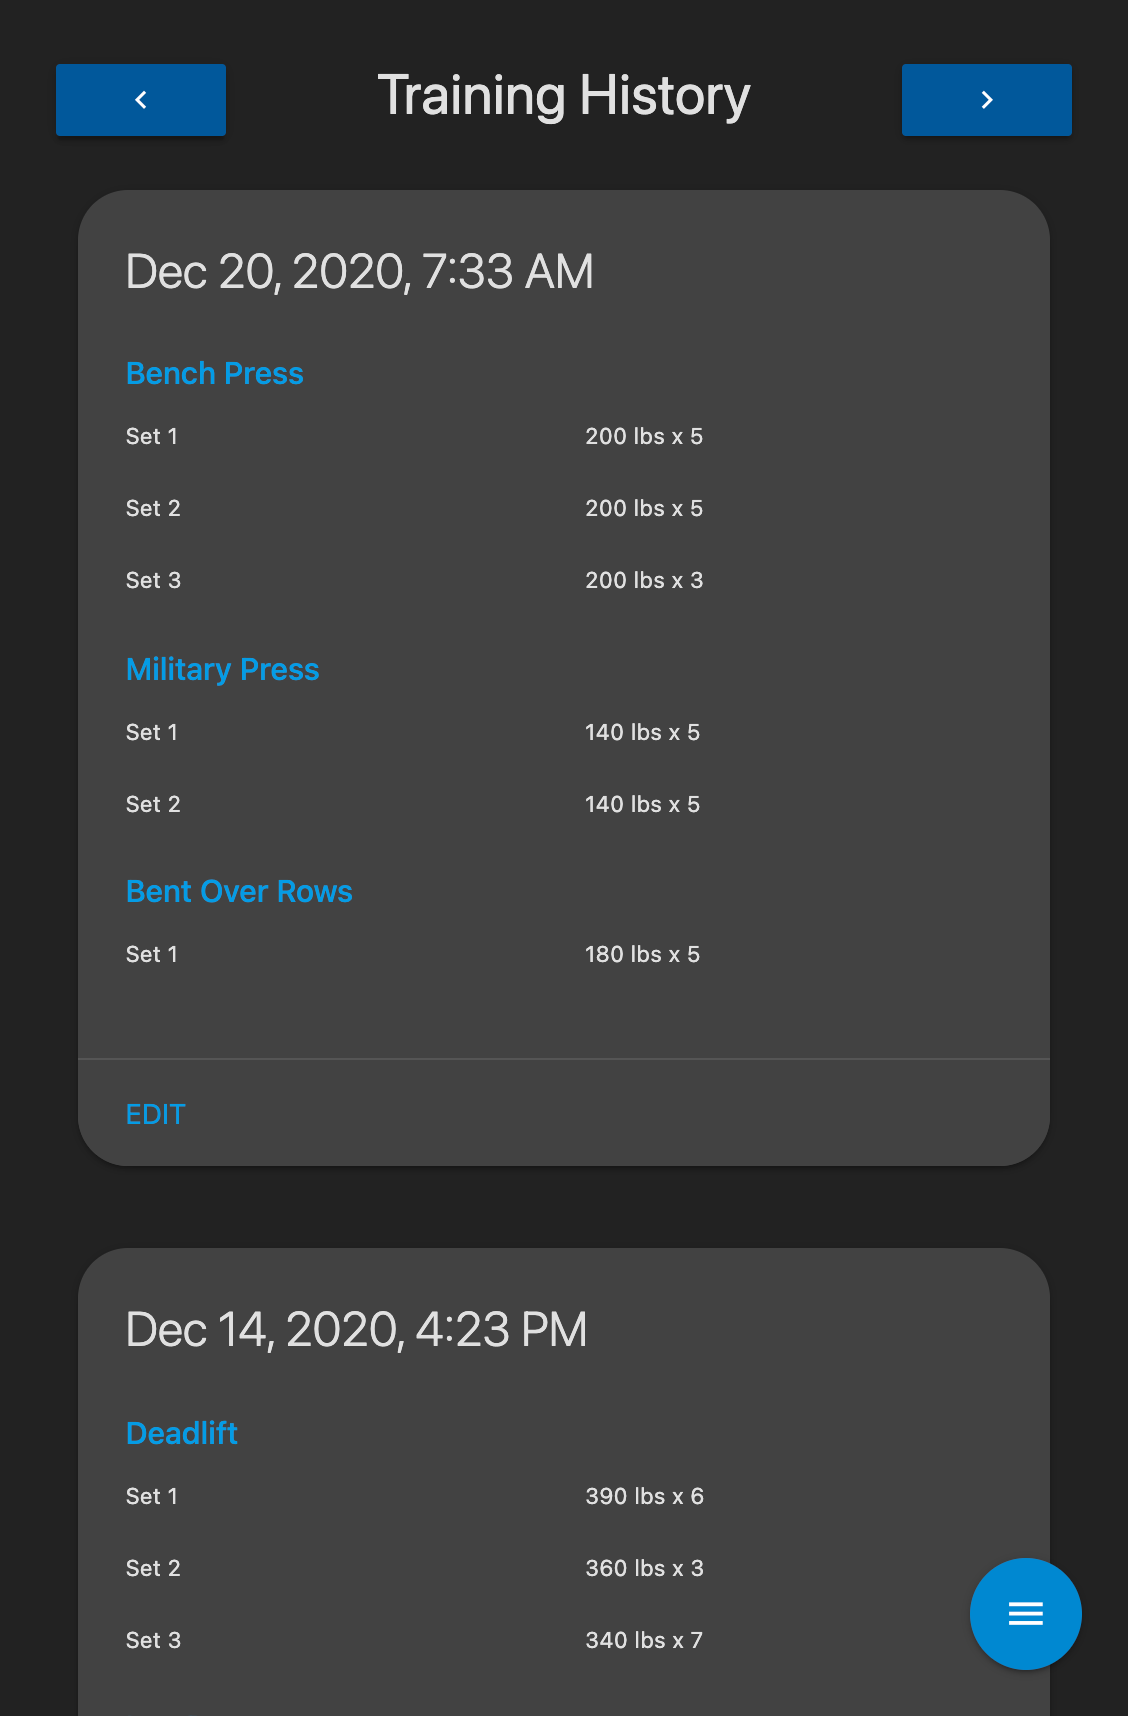 Training History
Dec 20, 2020, 7:33 AM
Bench Press
Set 1 200 lbs x 5
Set 2 200 lbs x 5
Set 3 200 lbs x 3
Military Press
Set 1 140 lbs x 5
Set 2 140 lbs x 5
Bent Over Rows
Set 1 180 lbs x 5
EDIT
Dec 14, 2020, 4:23 PM
Deadlift
Set 1 390 lbs x 6
Set 2 360 lbs x 3
Set 3 340 lbs x 7